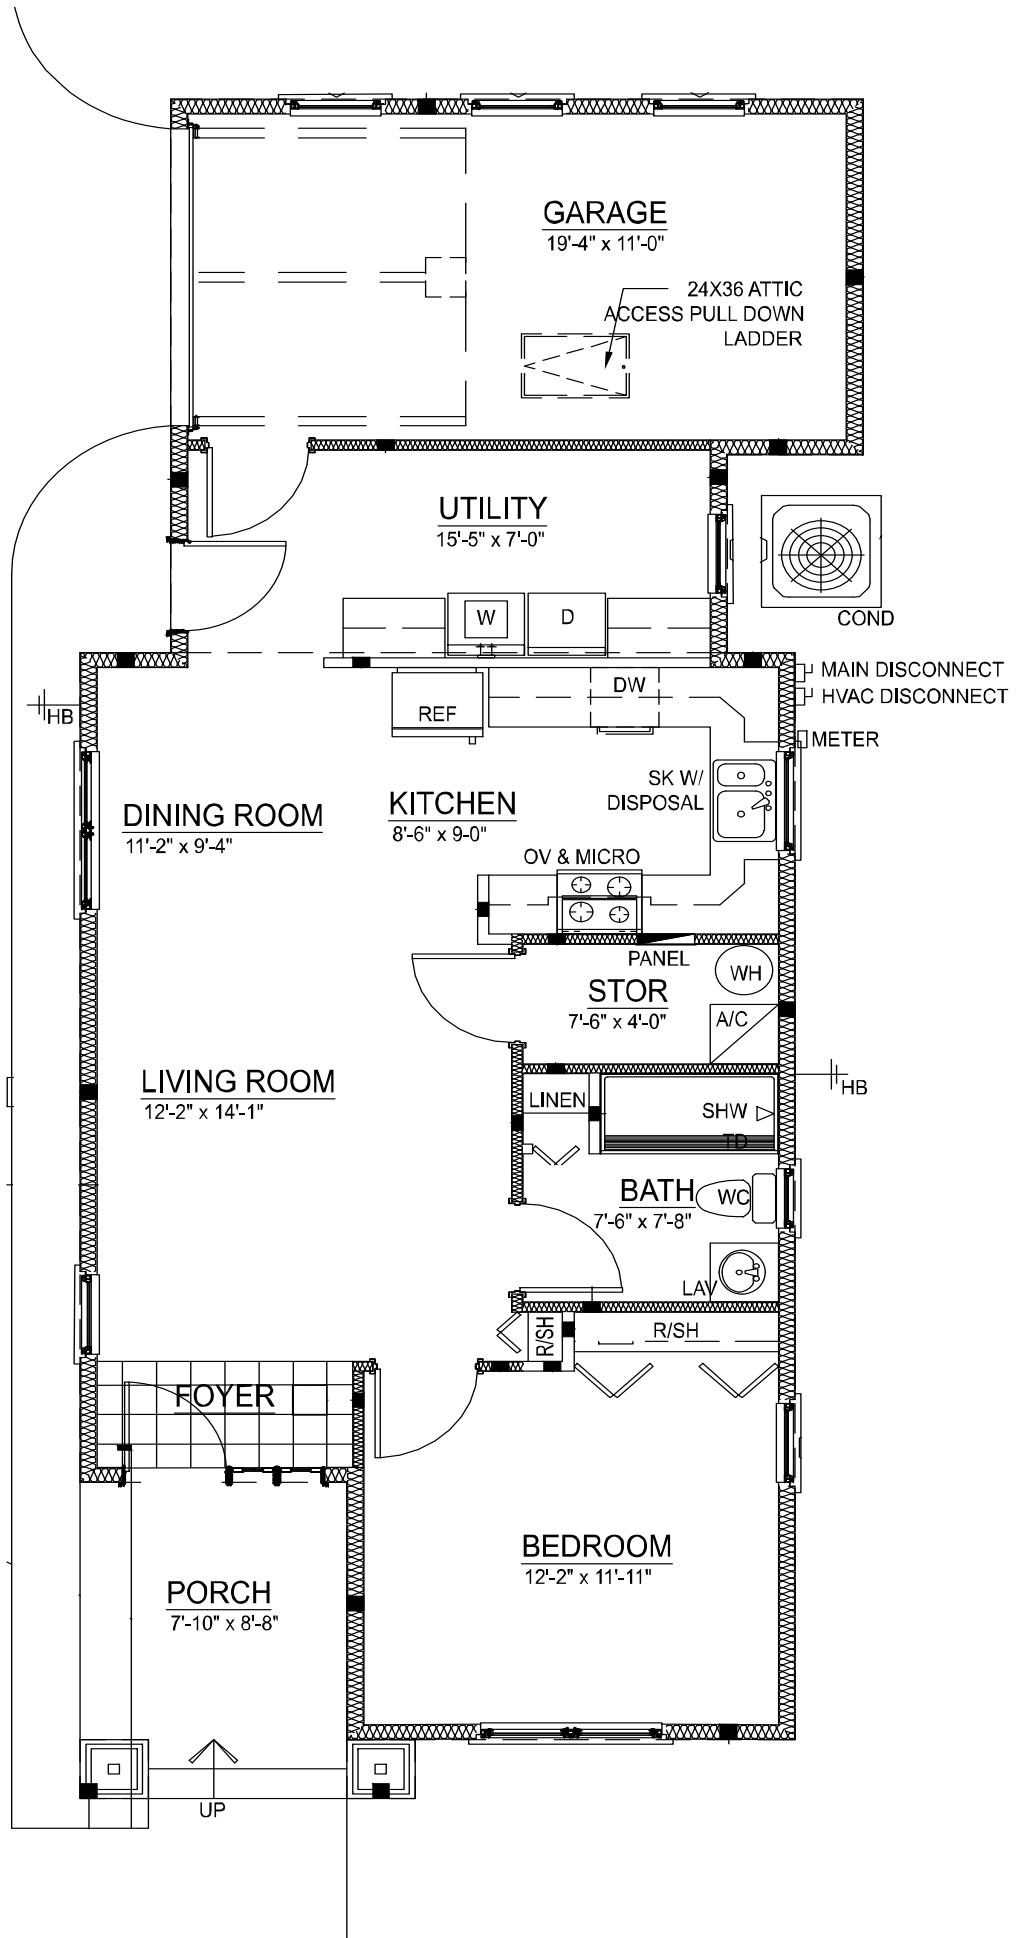 GARAGE
19'-4" x 11'-0"
24X36 ATTIC
ACCESS PULL DOWN
LADDER
UTILITY
15'-5" x 7'-0"
W
D
COND
MAIN DISCONNECT
HVAC DISCONNECT
METER
HB
REF
DW
SK W/
DISPOSAL
DINING ROOM
11'-2" x 9'-4"
KITCHEN
8'-6" x 9-0"
OV & MICRO
PANEL
WH
STOR
7'-6" x 4'-0"
A/C
HB
LIVING ROOM
12'-2" x 14'-1"
LINEN
SHW
TD
BATH
7'-6" x 7'-8"
WC
LAV
R/SH
R/SH
FOYER
BEDROOM
12'-2" x 11'-11"
PORCH
7'-10" x 8'-8"
UP